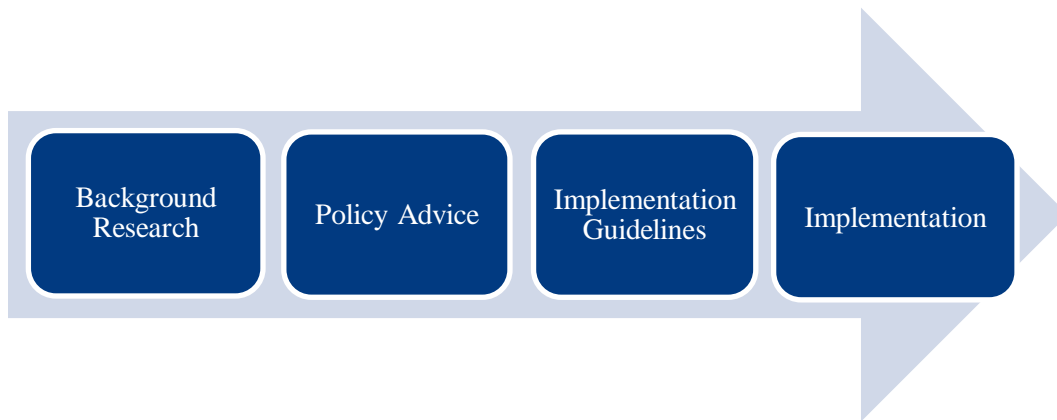 Background
Research
Policy Advice
Implementation
Guidelines
Implementation